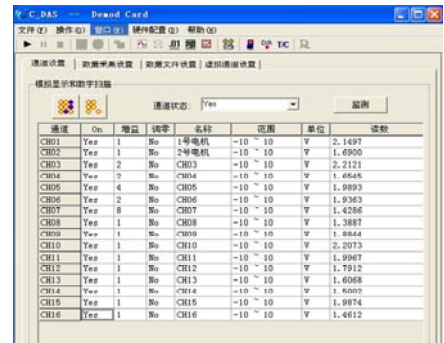 C_DAS -- Demod Card
文件(F) 操作(O) 窗口(W) 硬件配置(Z) 帮助(H)
.01 T/C
通道设置 数据采集设置 数据文件设置 虚拟通道设置
模拟显示和数字扫描
通道状态: Yes 监测
通道 On 增益 调零 名称 范围 单位 读数
CH01 Yes 1 No 1号电机 -10 ~ 10 V 2.1497
CH02 Yes 1 No 2号电机 -10 ~ 10 V 1.6900
CH03 Yes 2 No CH03 -10 ~ 10 V 2.2121
CH04 Yes 2 No CH04 -10 ~ 10 V 1.6545
CH05 Yes 4 No CH05 -10 ~ 10 V 1.9893
CH06 Yes 2 No CH06 -10 ~ 10 V 1.9363
CH07 Yes 8 No CH07 -10 ~ 10 V 1.4286
CH08 Yes 1 No CH08 -10 ~ 10 V 1.3887
CH09 Yes 1 No CH09 -10 ~ 10 V 1.8844
CH10 Yes 1 No CH10 -10 ~ 10 V 2.2073
CH11 Yes 1 No CH11 -10 ~ 10 V 1.9967
CH12 Yes 1 No CH12 -10 ~ 10 V 1.7912
CH13 Yes 1 No CH13 -10 ~ 10 V 1.6068
CH14 Yes 1 No CH14 -10 ~ 10 V 1.5002
CH15 Yes 1 No CH15 -10 ~ 10 V 1.9874
CH16 Yes 1 No CH16 -10 ~ 10 V 1.4612